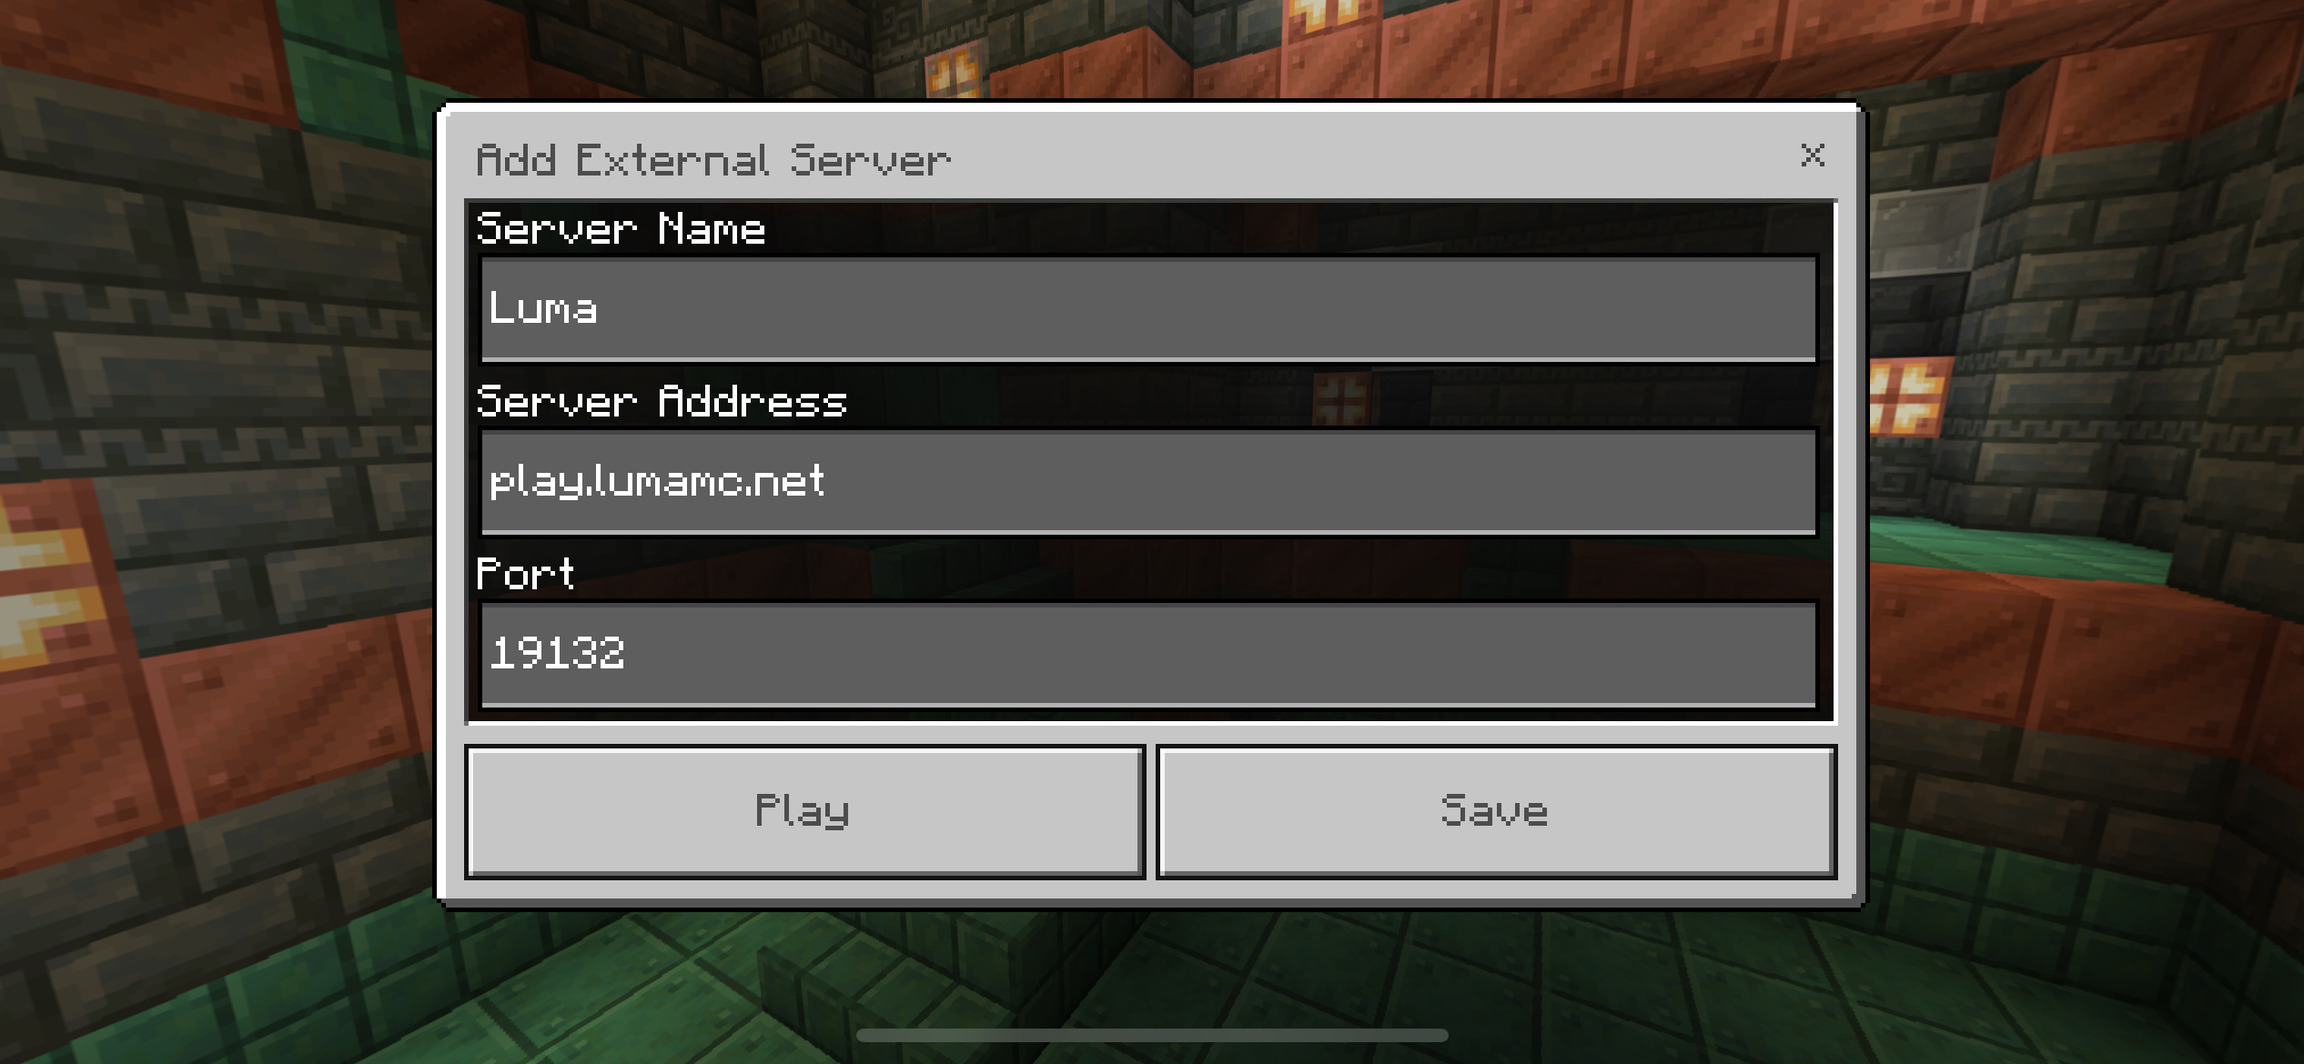 Add External Server
Server Name
Luma
Server Address
play.lumamc.net
Port
19132
Play
Save